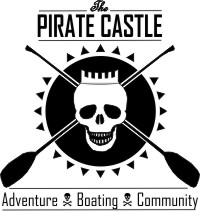 The
PIRATE CASTLE
Adventure ☠ Boating ☠ Community